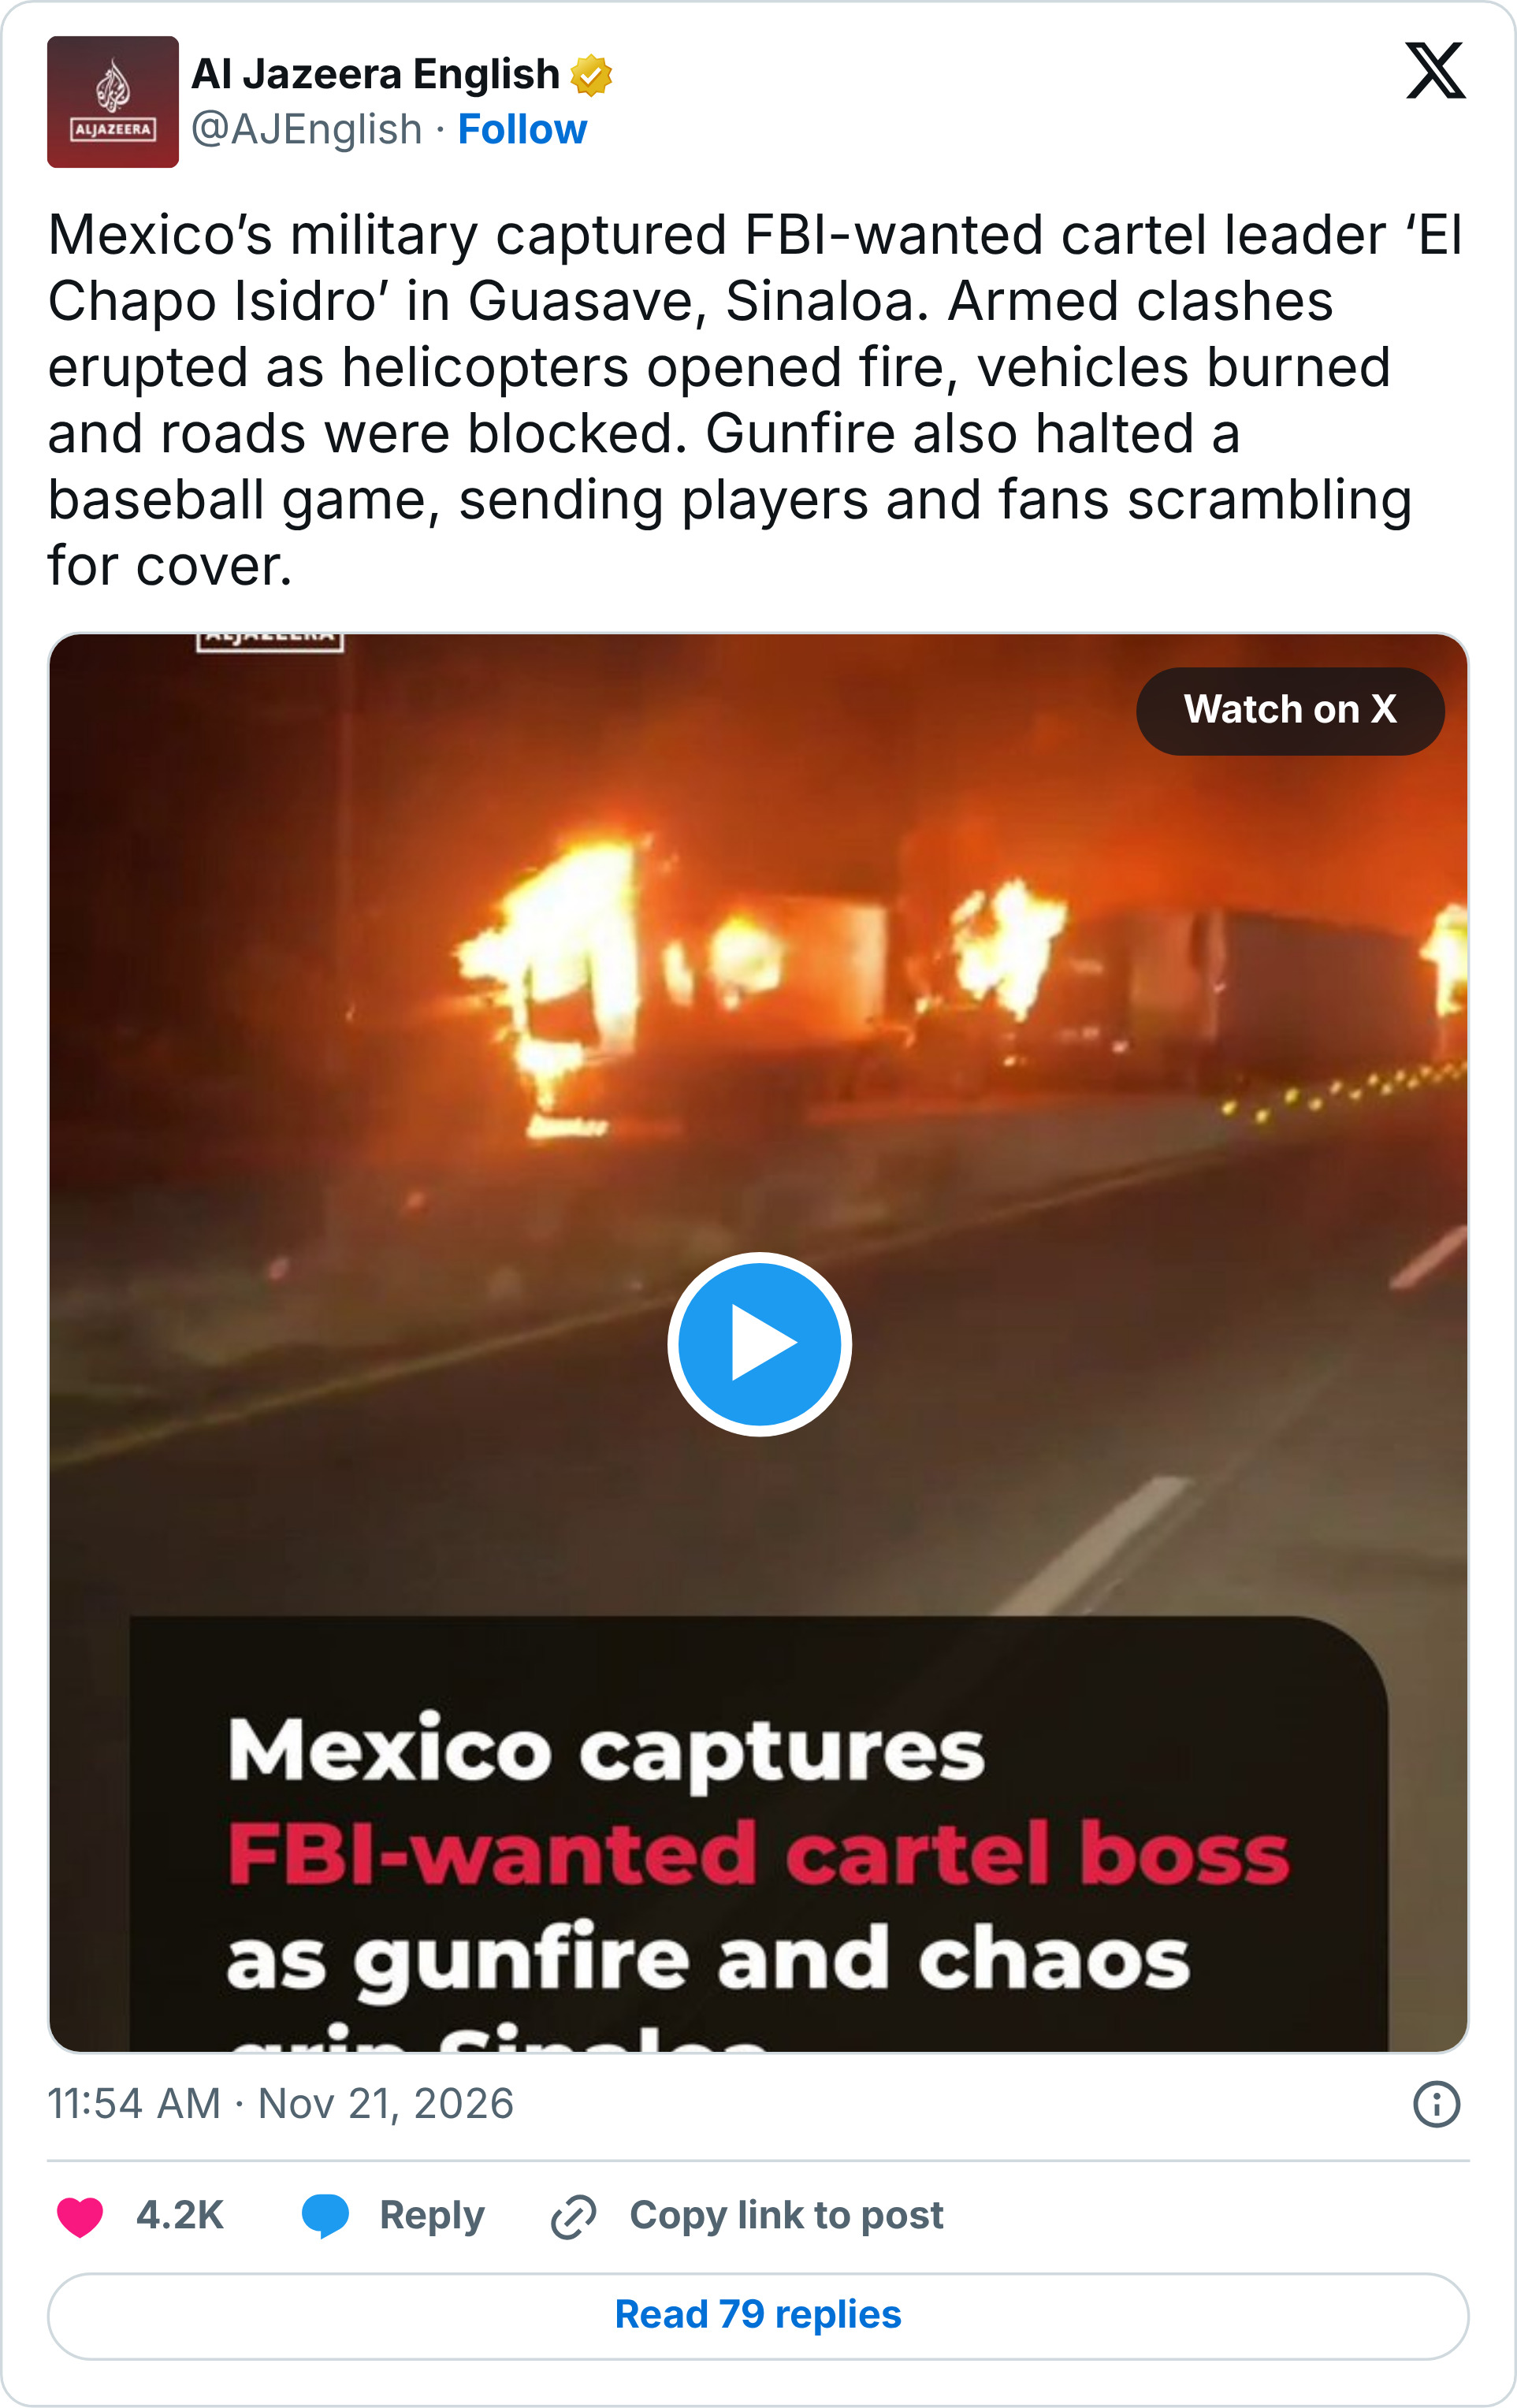 Al Jazeera English
@AJEnglish · Follow
ALJAZEERA
Mexico’s military captured FBI-wanted cartel leader ‘El
Chapo Isidro’ in Guasave, Sinaloa. Armed clashes
erupted as helicopters opened fire, vehicles burned
and roads were blocked. Gunfire also halted a
baseball game, sending players and fans scrambling
for cover.
ALJAZEERA
Watch on X
Mexico captures
FBI-wanted cartel boss
as gunfire and chaos
grip Sinaloa
11:54 AM · Nov 21, 2026
4.2K Reply Copy link to post
Read 79 replies